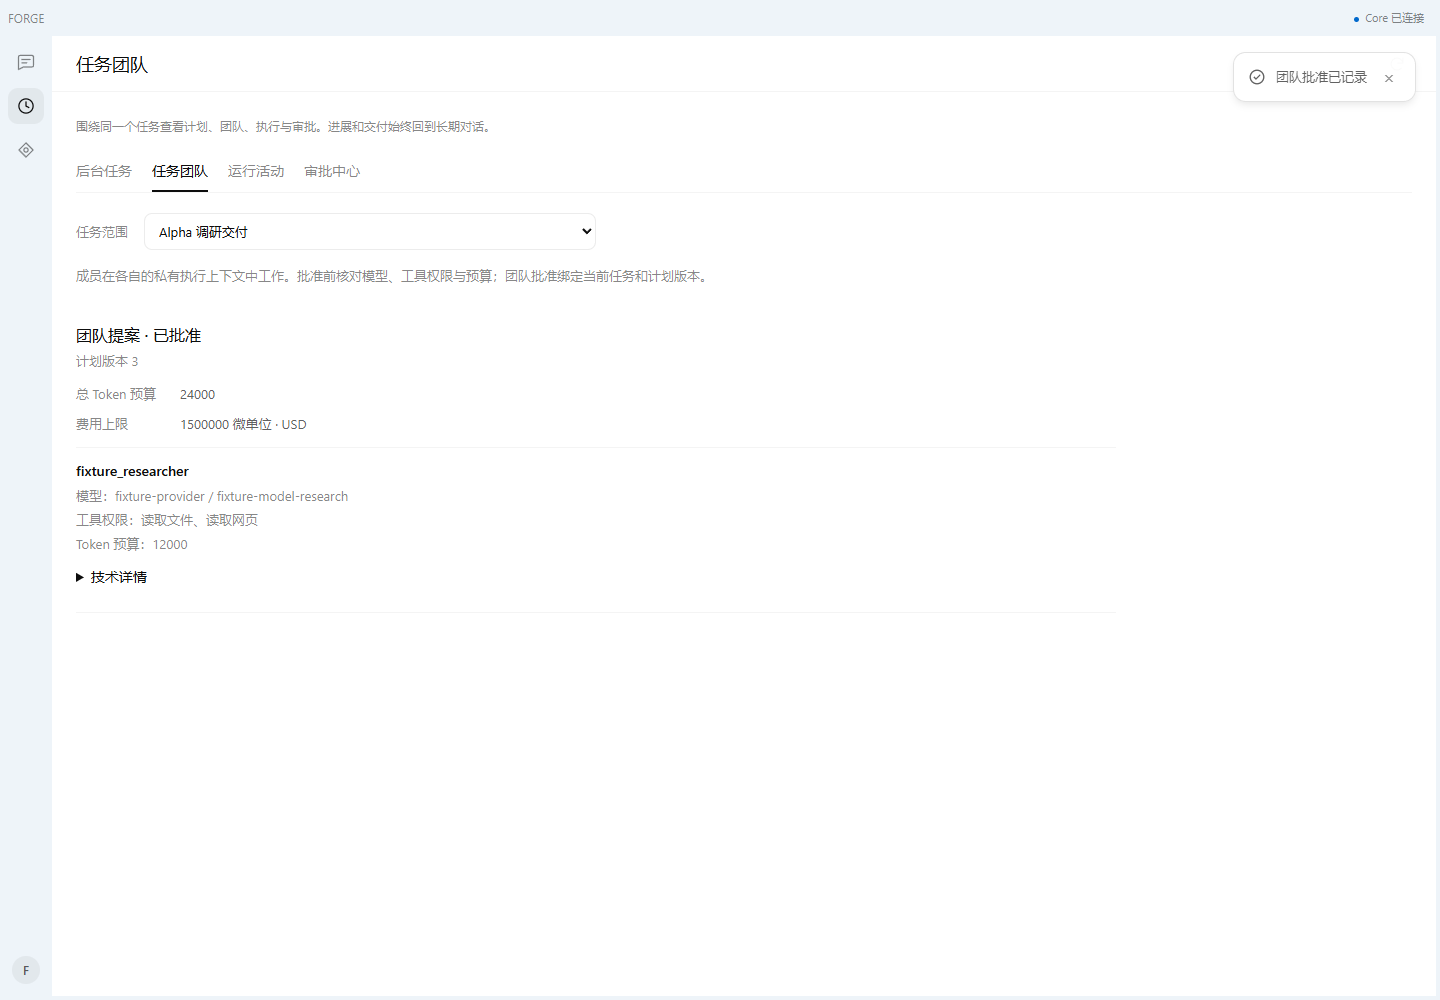 FORGE
Core 已连接
任务团队
团队批准已记录
围绕同一个任务查看计划、团队、执行与审批。进展和交付始终回到长期对话。
后台任务 任务团队 运行活动 审批中心
任务范围 Alpha 调研交付
成员在各自的私有执行上下文中工作。批准前核对模型、工具权限与预算；团队批准绑定当前任务和计划版本。
团队提案 · 已批准
计划版本 3
总 Token 预算 24000
费用上限 1500000 微单位 · USD
fixture_researcher
模型：fixture-provider / fixture-model-research
工具权限：读取文件、读取网页
Token 预算：12000
技术详情
F